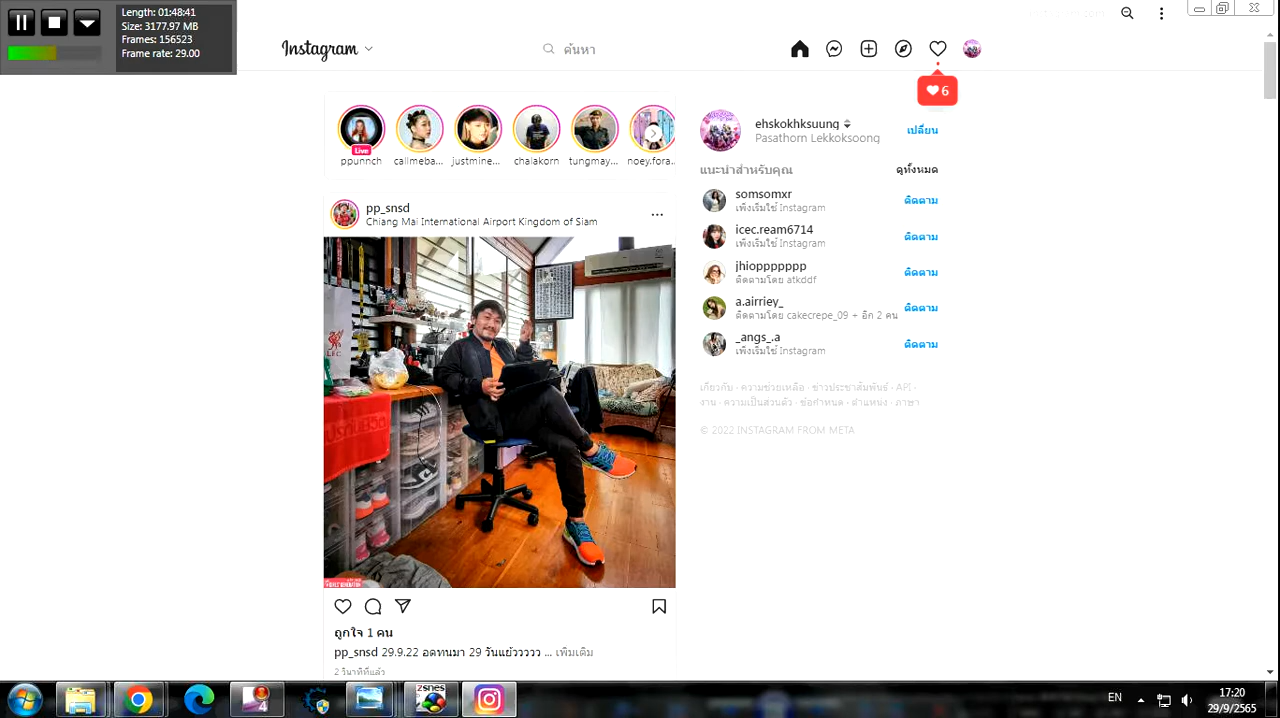 Length: 01:48:41
Size: 3177.97 MB
Frames: 156523
Frame rate: 29.00
Instagram
ค้นหา
6
ppunnch
callmeba...
justmine...
chalakorn
tungmay...
noey.fora...
Live
ehskokhksuung
Pasathorn Lekkoksoong
เปลี่ยน
แนะนำสำหรับคุณ
ดูทั้งหมด
somsomxr
เพิ่งเริ่มใช้ Instagram
ติดตาม
icec.ream6714
เพิ่งเริ่มใช้ Instagram
ติดตาม
jhioppppppp
ติดตามโดย atkddf
ติดตาม
a.airriey_
ติดตามโดย cakecrepe_09 + อีก 2 คน
ติดตาม
_angs_.a
เพิ่งเริ่มใช้ Instagram
ติดตาม
เกี่ยวกับ · ความช่วยเหลือ · ข่าวประชาสัมพันธ์ · API ·
งาน · ความเป็นส่วนตัว · ข้อกำหนด · ตำแหน่ง · ภาษา
© 2022 INSTAGRAM FROM META
pp_snsd
Chiang Mai International Airport Kingdom of Siam
LFC
ถูกใจ 1 คน
pp_snsd 29.9.22 อดทนมา 29 วันแย้ววววว ... เพิ่มเติม
2 วินาทีที่แล้ว
4
ZSNES
EN
17:20
29/9/2565